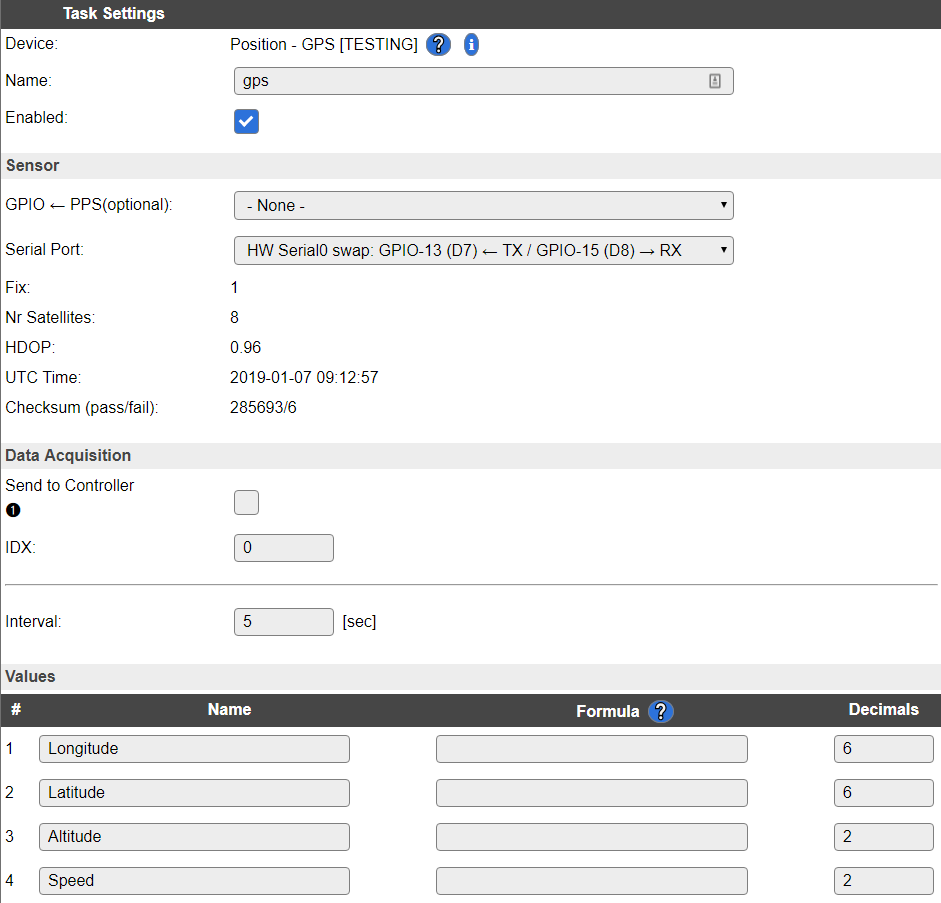 Task Settings
Device: Position - GPS [TESTING] ? i
Name: gps
Enabled:
Sensor
GPIO ← PPS(optional): - None -
Serial Port: HW Serial0 swap: GPIO-13 (D7) ← TX / GPIO-15 (D8) → RX
Fix: 1
Nr Satellites: 8
HDOP: 0.96
UTC Time: 2019-01-07 09:12:57
Checksum (pass/fail): 285693/6
Data Acquisition
Send to Controller
❶
IDX: 0
Interval: 5 [sec]
Values
# Name Formula ? Decimals
1 Longitude 6
2 Latitude 6
3 Altitude 2
4 Speed 2